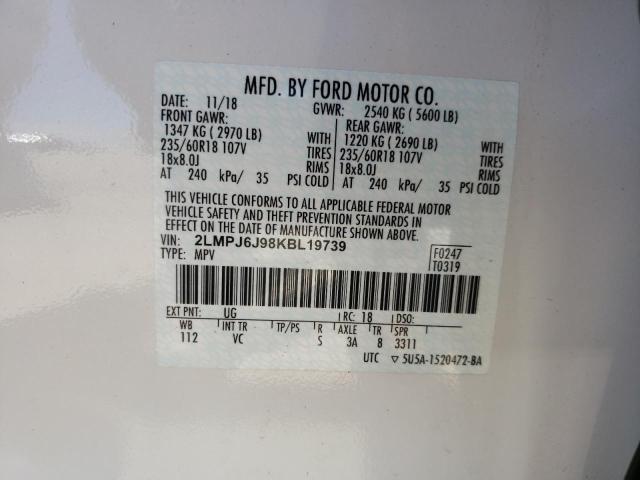 MFD. BY FORD MOTOR CO.
DATE: 11/18 GVWR: 2540 KG (5600 LB)
FRONT GAWR: REAR GAWR:
1347 KG (2970 LB) WITH 1220 KG (2690 LB) WITH
235/60R18 107V TIRES 235/60R18 107V TIRES
18x8.0J RIMS 18x8.0J RIMS
AT 240 kPa/ 35 PSI COLD AT 240 kPa/ 35 PSI COLD
THIS VEHICLE CONFORMS TO ALL APPLICABLE FEDERAL MOTOR
VEHICLE SAFETY AND THEFT PREVENTION STANDARDS IN
EFFECT ON THE DATE OF MANUFACTURE SHOWN ABOVE.
VIN: 2LMPJ6J98KBL19739 F0247
TYPE: MPV T0319
EXT PNT: UG RC: 18 DSO:
WB INT TR TP/PS R AXLE TR SPR
112 VC S 3A 8 3311
UTC ▽ 5U5A-1520472-BA